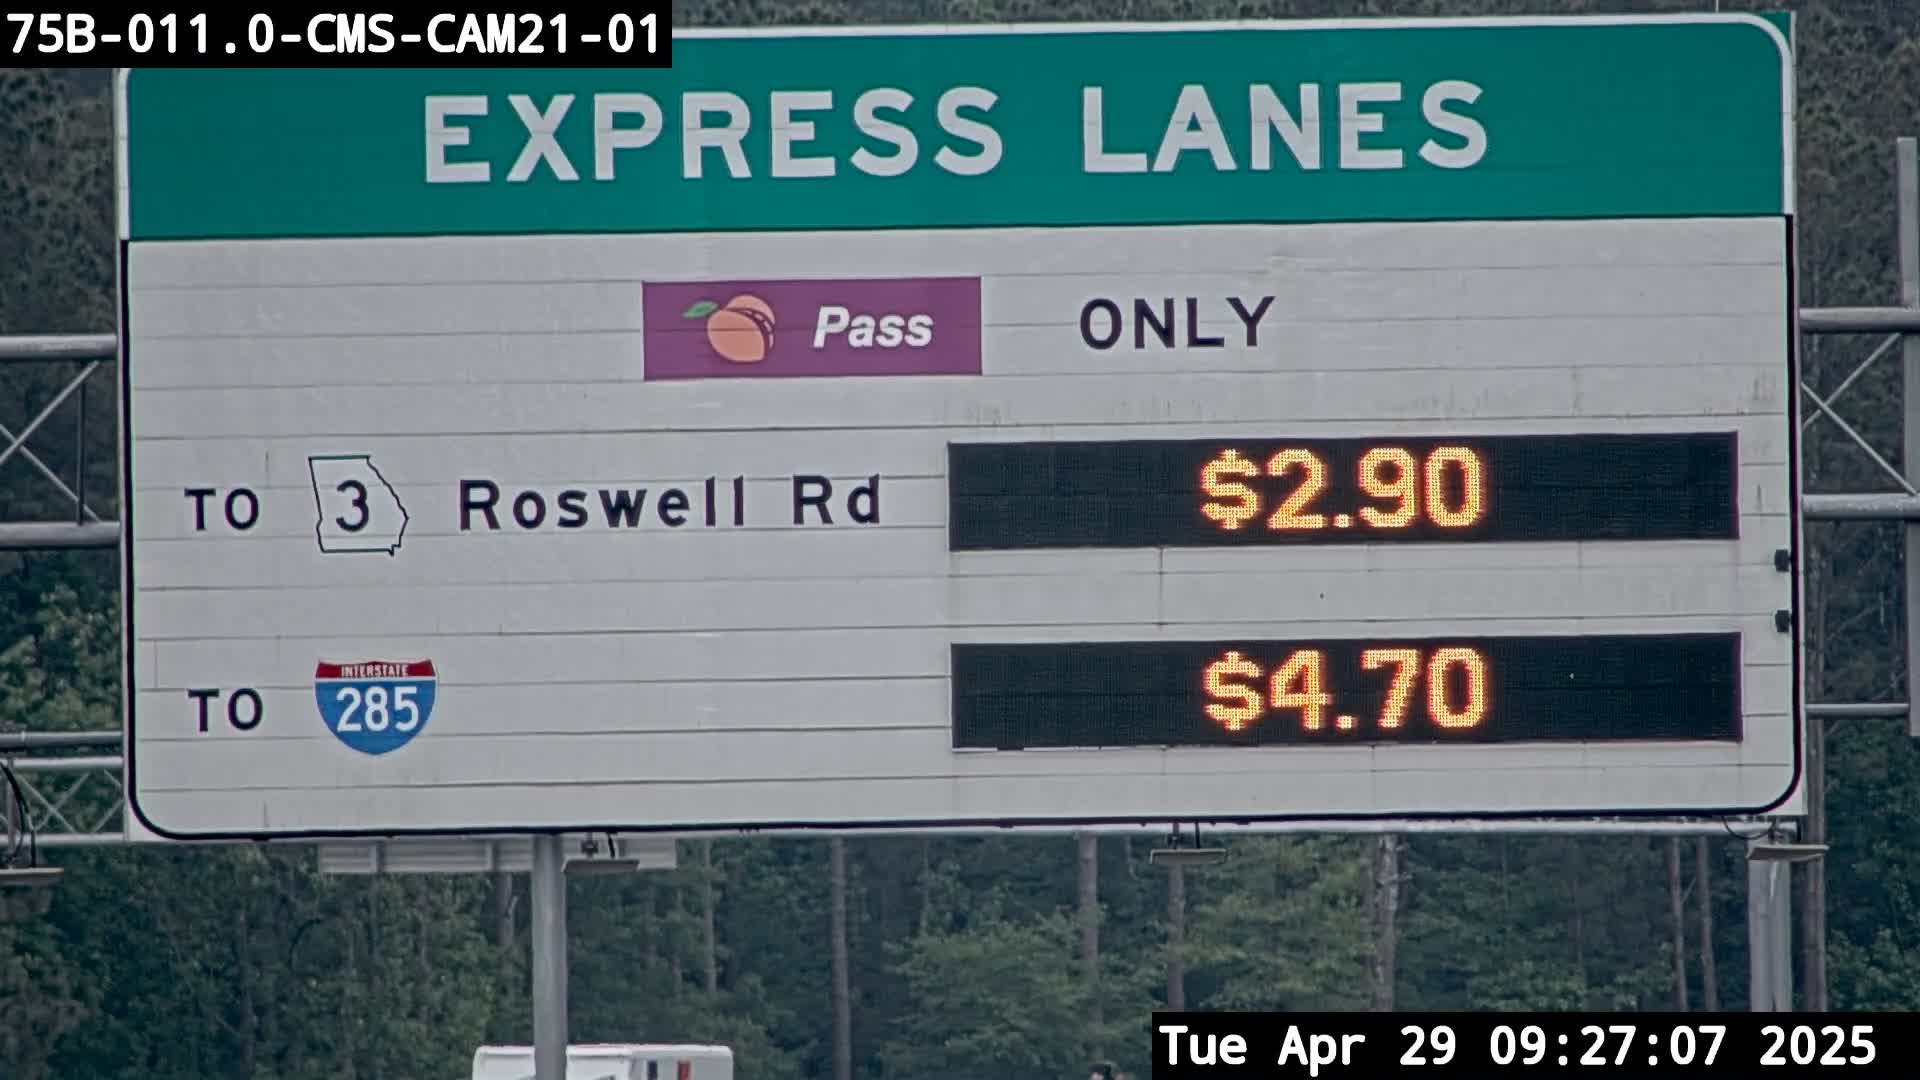 75B-011.0-CMS-CAM21-01
EXPRESS LANES
Pass ONLY
TO 3 Roswell Rd $2.90
INTERSTATE
TO 285 $4.70
Tue Apr 29 09:27:07 2025